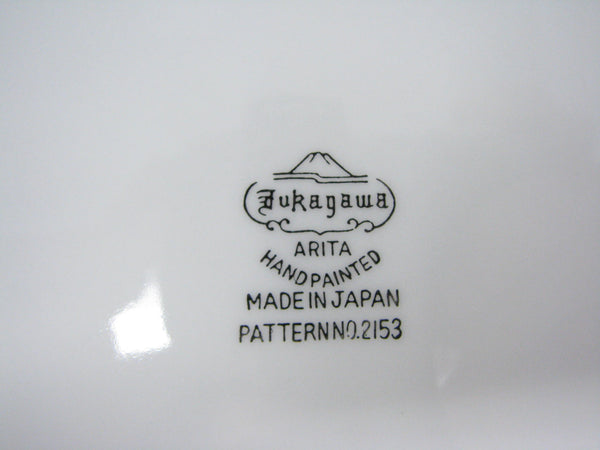 Fukagawa
ARITA
HAND PAINTED
MADE IN JAPAN
PATTERN NO.2153